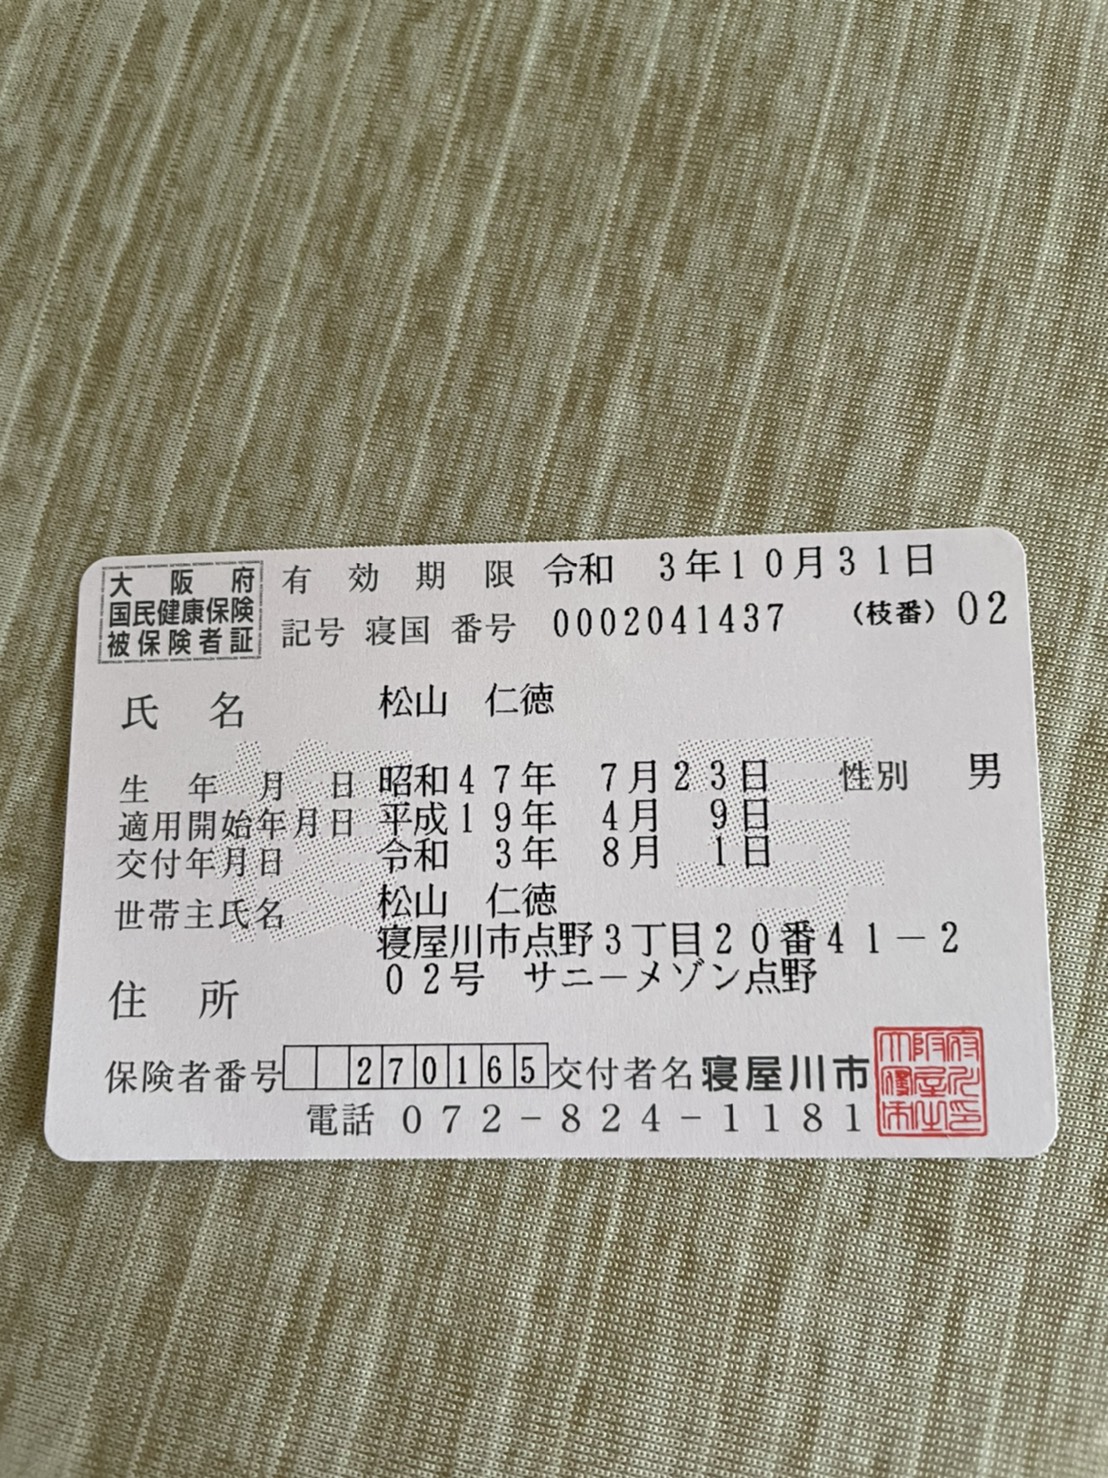 大阪府
国民健康保険
被保険者証
有効期限 令和 3年10月31日
記号 寝国 番号 0002041437 (枝番) 02
氏名 松山 仁徳
生年月日 昭和47年 7月23日 性別 男
適用開始年月日 平成19年 4月 9日
交付年月日 令和 3年 8月 1日
世帯主氏名 松山 仁徳
寝屋川市点野3丁目20番41-2
住所 02号 サニーメゾン点野
保険者番号 270165 交付者名 寝屋川市
電話 072-824-1181